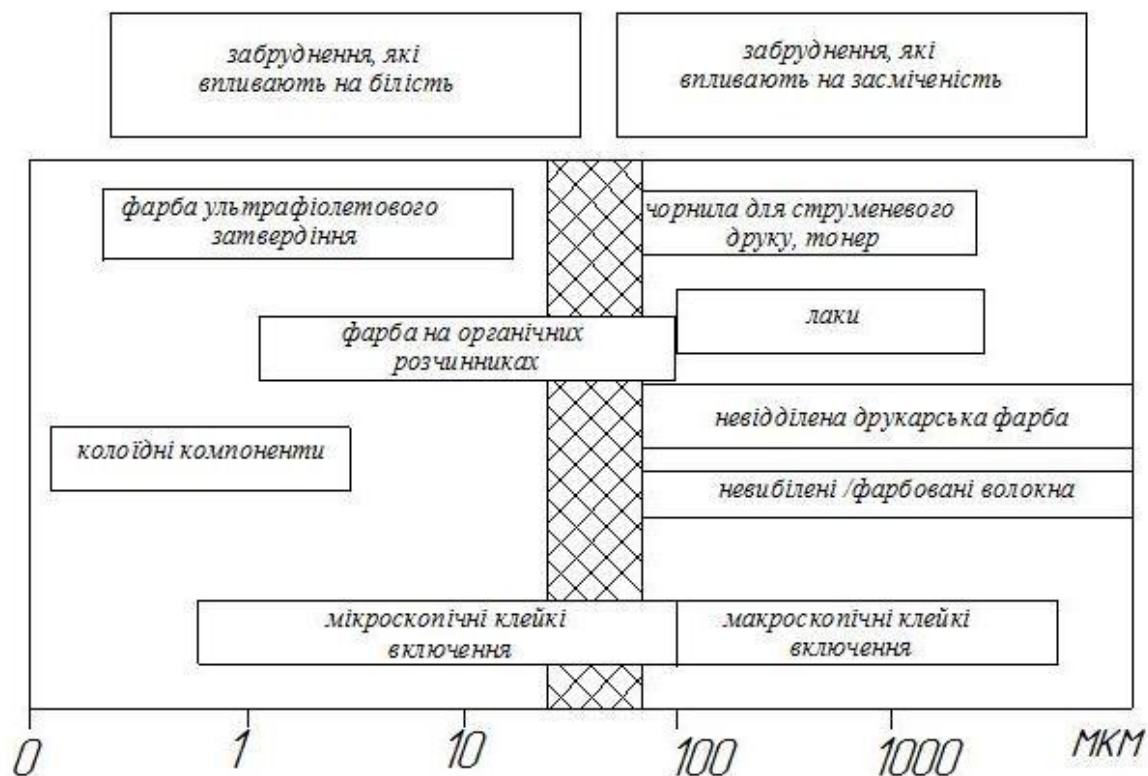 забруднення, які
впливають на білість
забруднення, які
впливають на засміченість
фарба ультрафіолетового
затвердіння
чорнила для струменевого
друку, тонер
лаки
фарба на органічних
розчинниках
невідділена друкарська фарба
колоїдні компоненти
невибілені /фарбовані волокна
мікроскопічні клейкі
включення
макроскопічні клейкі
включення
0 1 10 100 1000 МКМ